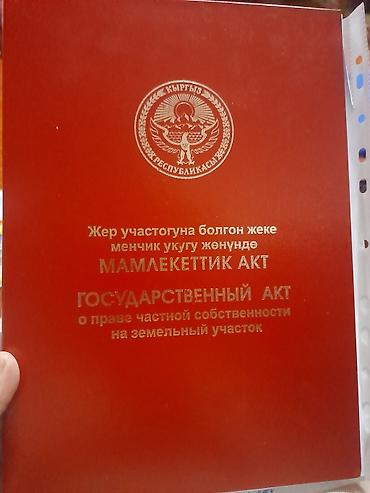 КЫРГЫЗ
РЕСПУБЛИКАСЫ
Жер участогуна болгон жеке
менчик укугу жөнүндө
МАМЛЕКЕТТИК АКТ
ГОСУДАРСТВЕННЫЙ АКТ
о праве частной собственности
на земельный участок